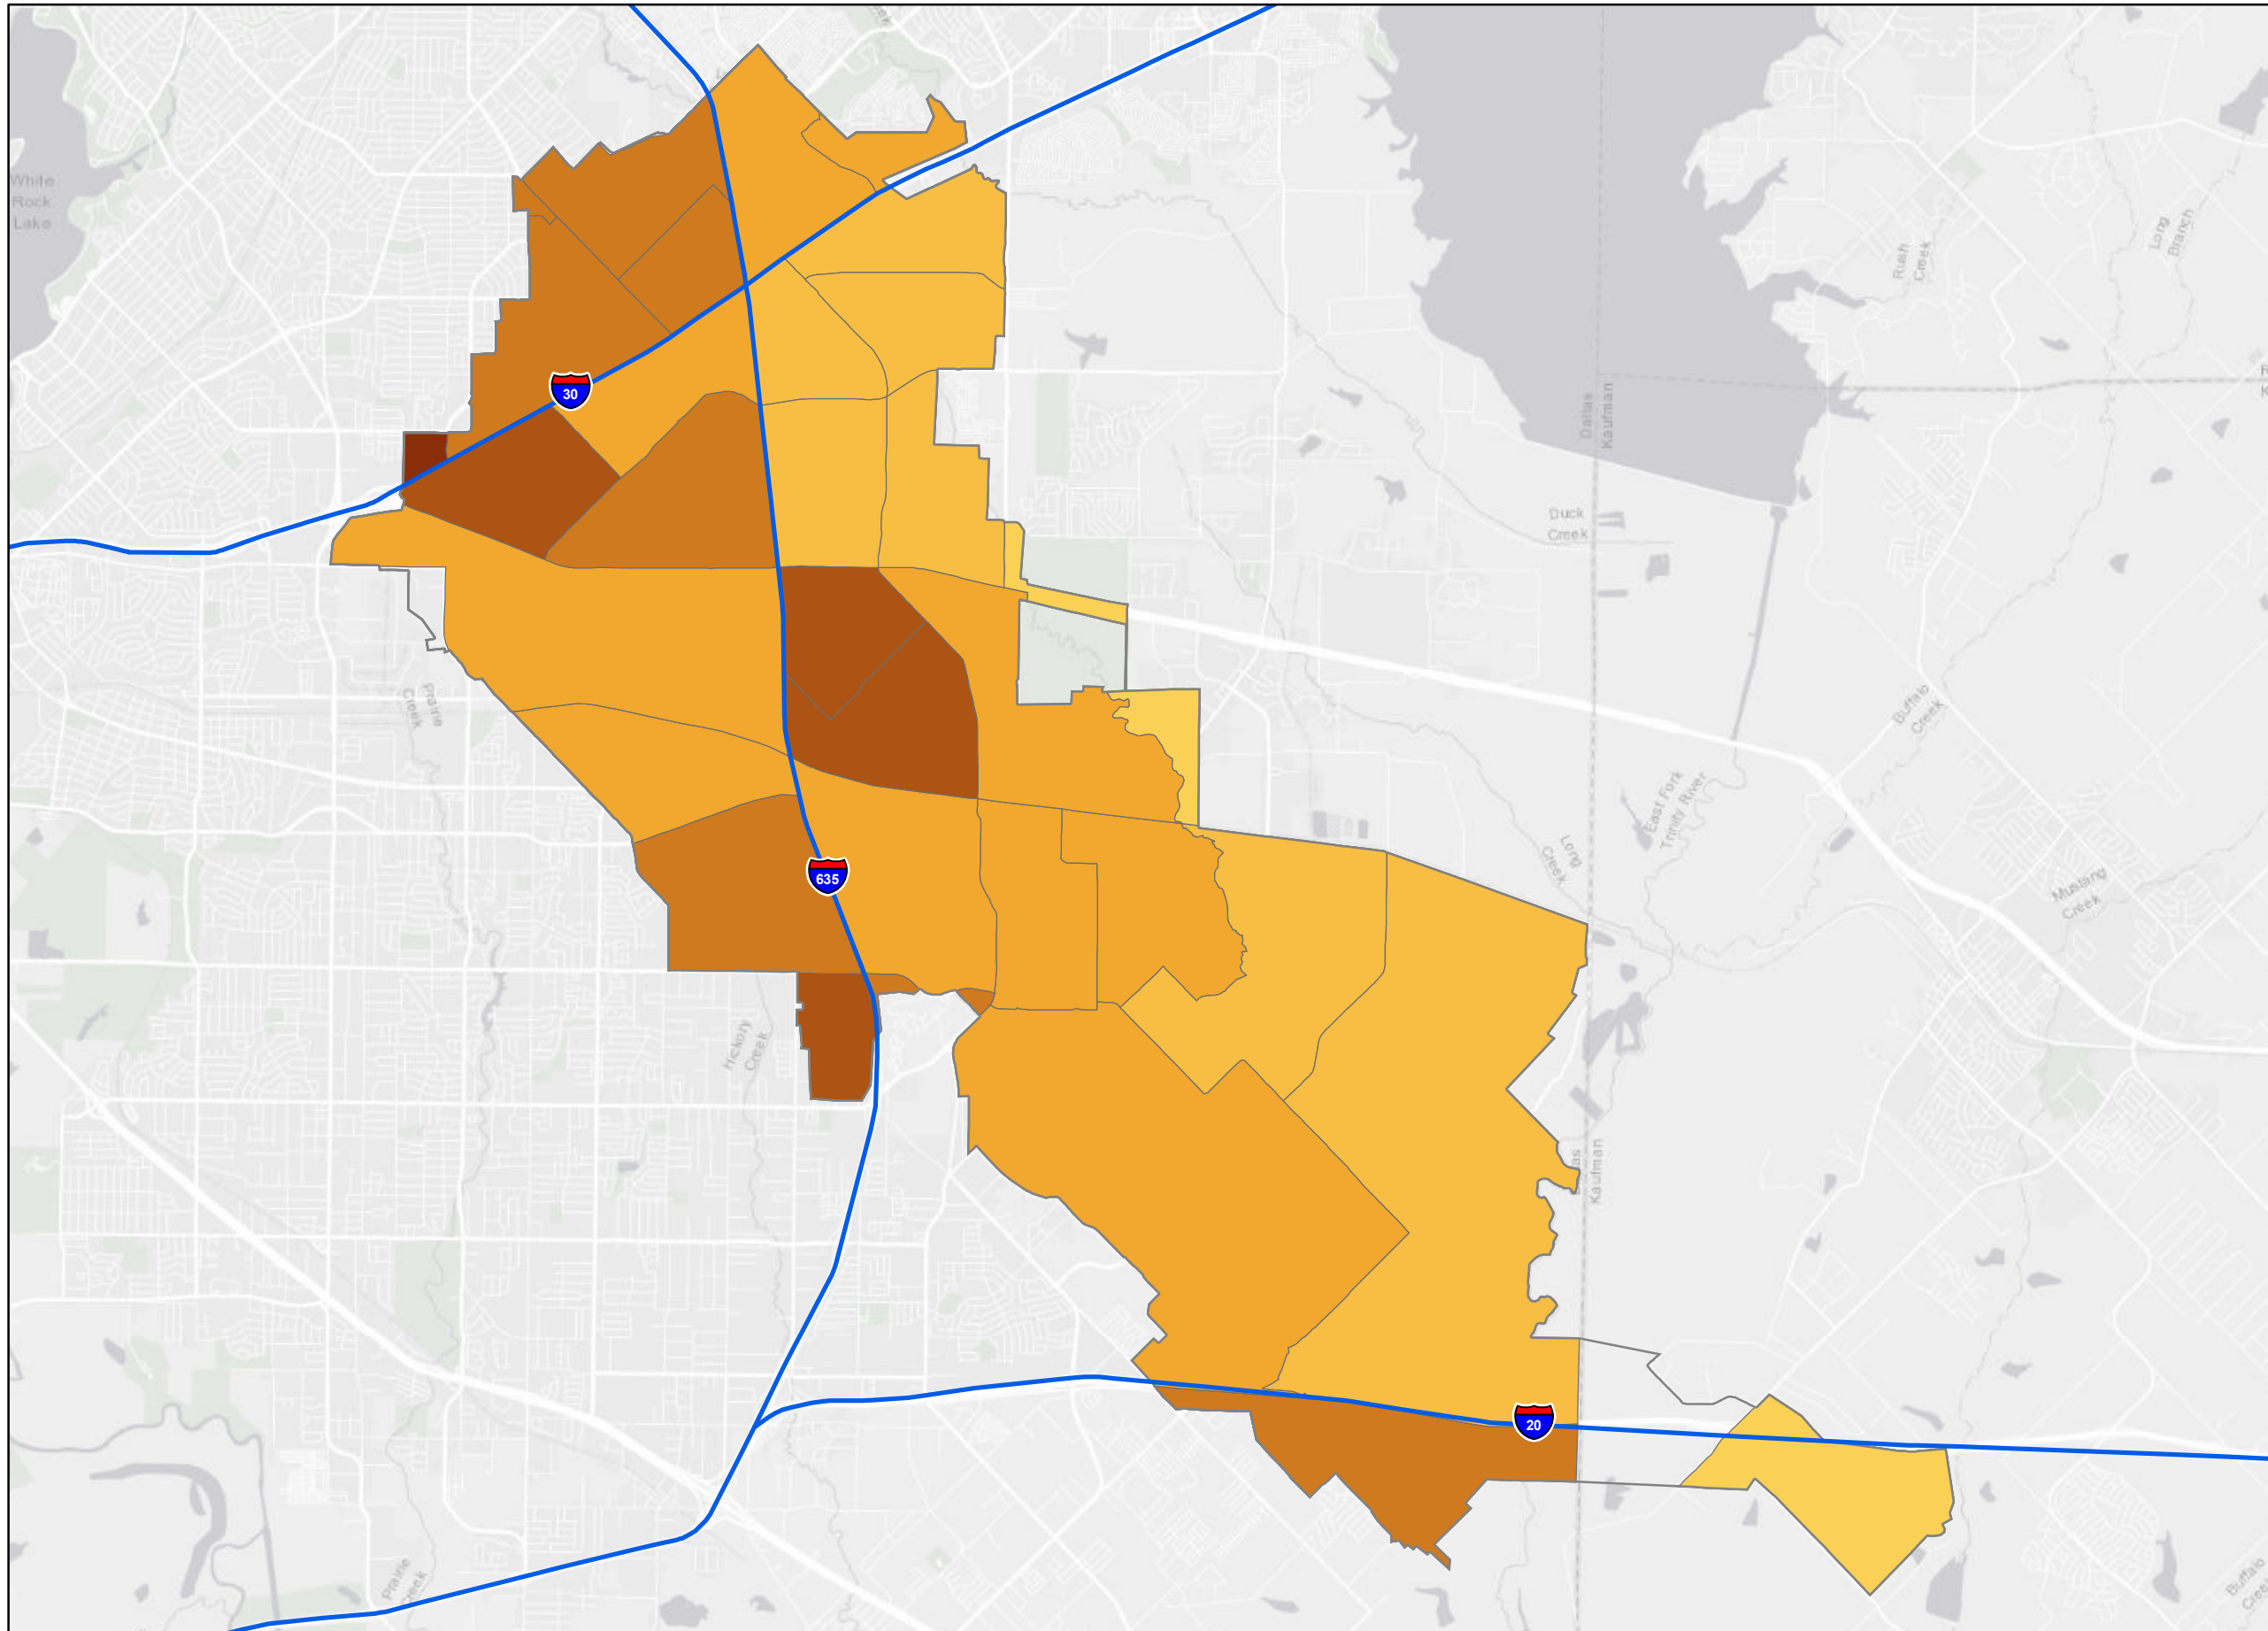 White
Rock
Lake
Rush
Creek
Long
Branch
30
Dallas
Kaufman
Duck
Creek
Prairie
Creek
Buffalo
Creek
East Fork
Trinity River
Long
Creek
635
Mustang
Creek
Hickory
Creek
Kaufman
20
Prairie
Creek
Buffalo